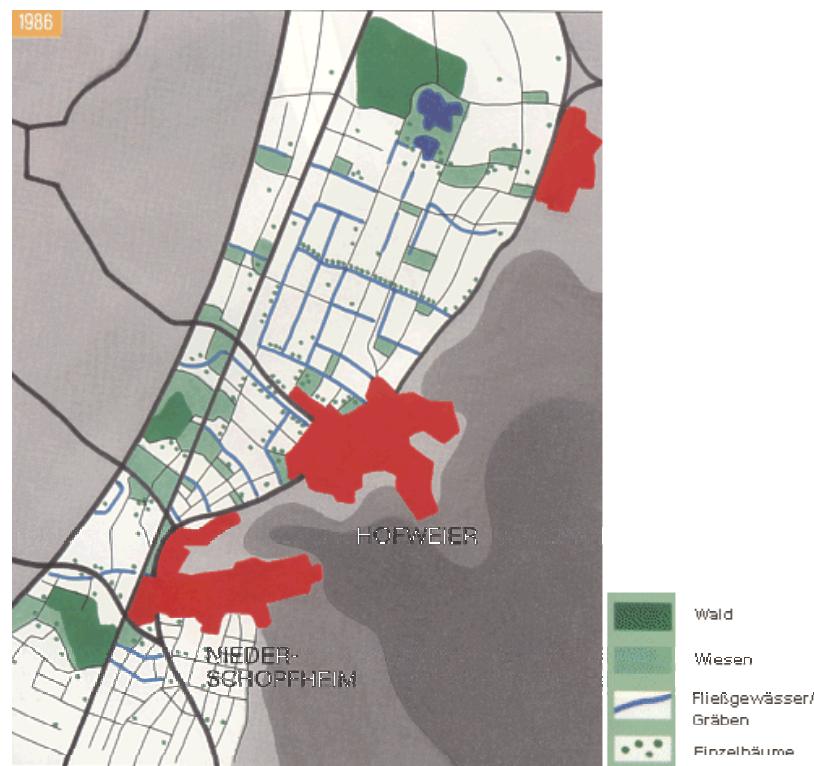 1986
HOFWEIER
NIEDER-
SCHOPFHEIM
Wald
Wiesen
Fließgewässer/
Gräben
Einzelbäume